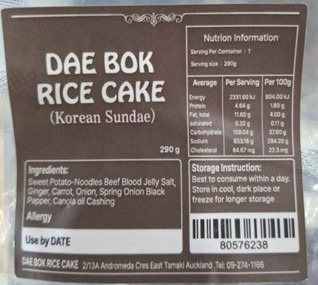 DAE BOK
RICE CAKE
(Korean Sundae)
290 g
Nutrion Information
Serving Per Container : 1
Serving size : 290g
Average Per Serving Per 100g
Energy 2331.60 kJ 804.00 kJ
Protein 4.64 g 1.60 g
Fat, total 11.60 g 4.00 g
saturated 0.32 g 0.11 g
Carbohydrate 109.04 g 37.60 g
Sodium 853.18 g 294.20 g
Cholesterol 64.67 mg 22.3 mg
Ingredients:
Sweet Potato-Noodles Beef Blood Jelly Salt,
Ginger, Carrot, Onion, Spring Onion Black
Papper, Canola oil Cashing
Allergy
Use by DATE
Storage Instruction:
Best to consume within a day.
Store in cool, dark place or
freeze for longer storage
80576238
DAE BOK RICE CAKE 2/13A Andromeda Cres East Tamaki Auckland Tel: 09-274-1166